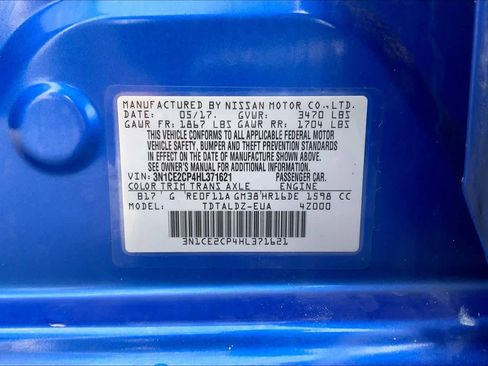 MANUFACTURED BY NISSAN MOTOR CO., LTD.
DATE: 05/17. GVWR: 3470 LBS
GAWR FR: 1867 LBS GAWR RR: 1704 LBS
THIS VEHICLE CONFORMS TO ALL APPLICABLE FEDERAL MOTOR
VEHICLE SAFETY, BUMPER AND THEFT PREVENTION STANDARDS
IN EFFECT ON THE DATE OF MANUFACTURE SHOWN ABOVE.
SEE OWNER'S MANUAL FOR ADDITIONAL INFORMATION.
VIN: 3N1CE2CP4HL371621 PASSENGER CAR.
COLOR TRIM TRANS AXLE ENGINE
B17 G RE0F11A GM38 HR16DE 1598 CC
MODEL: TDTALDZ-EUA 4Z000
3N1CE2CP4HL371621